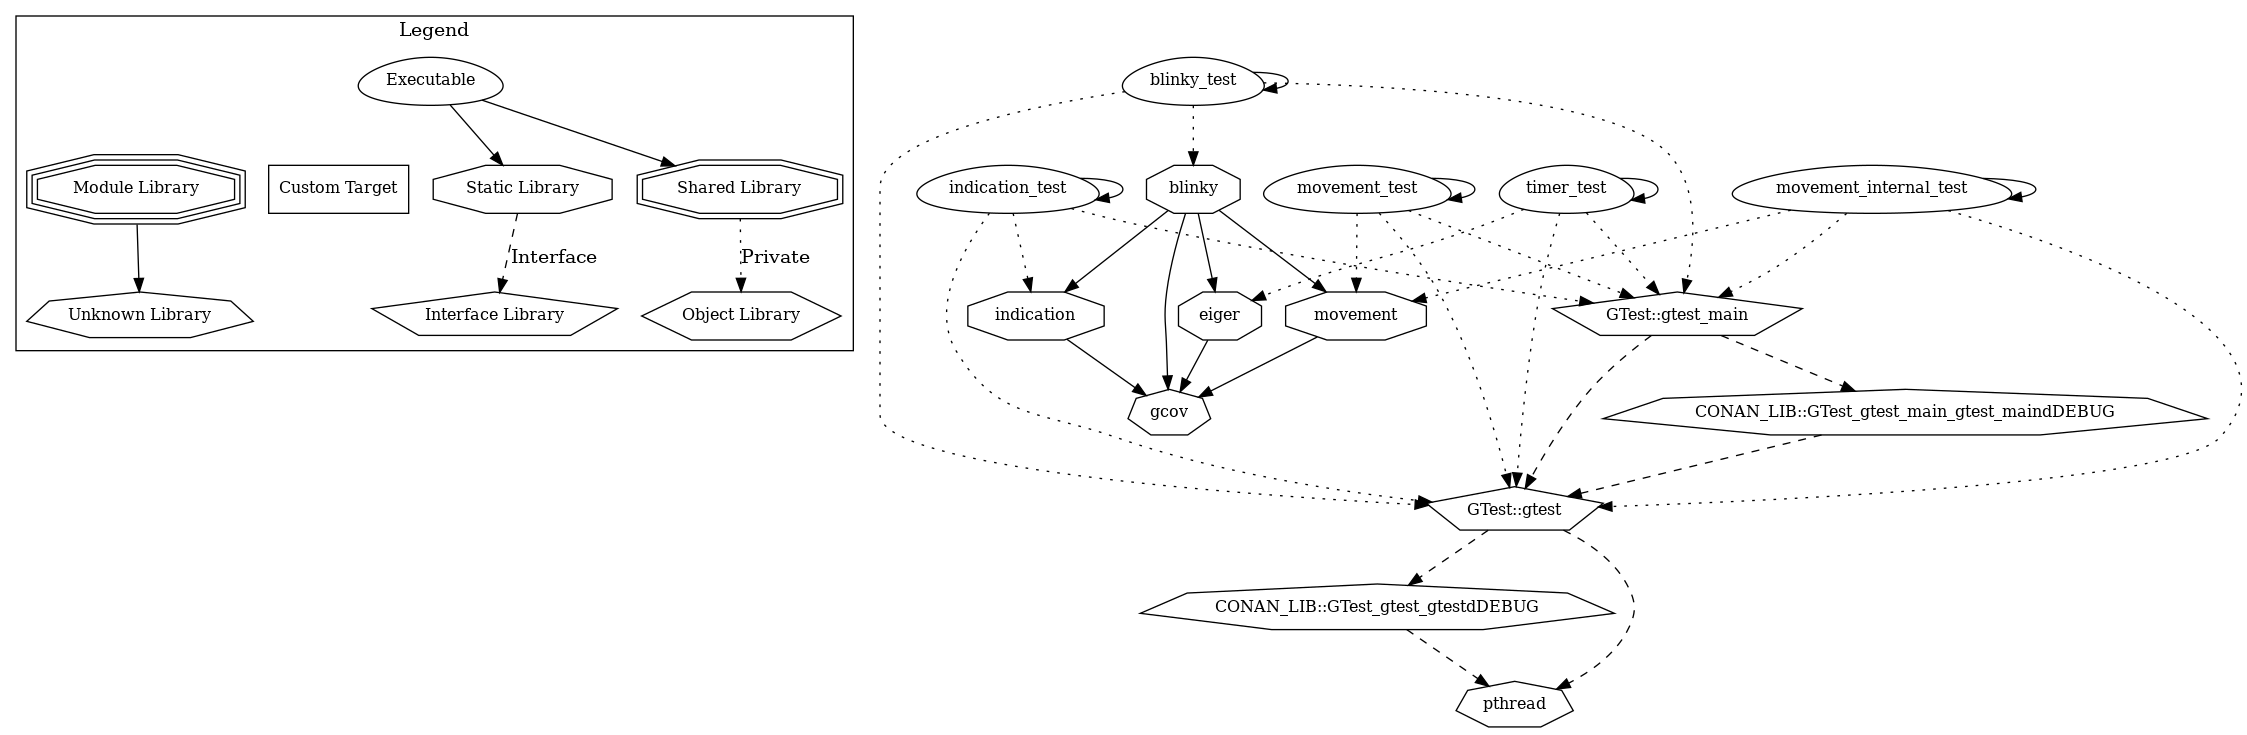 Legend
Executable
Module Library
Custom Target
Static Library
Shared Library
Interface
Private
Unknown Library
Interface Library
Object Library
blinky_test
indication_test
blinky
movement_test
timer_test
movement_internal_test
indication
eiger
movement
GTest::gtest_main
gcov
CONAN_LIB::GTest_gtest_main_gtest_maindDEBUG
GTest::gtest
CONAN_LIB::GTest_gtest_gtestdDEBUG
pthread